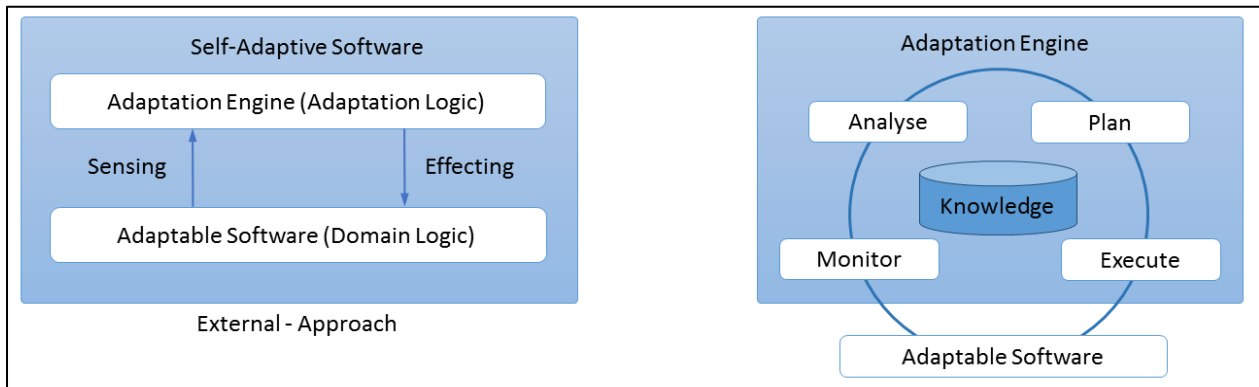 Self-Adaptive Software
Adaptation Engine (Adaptation Logic)
Sensing
Effecting
Adaptable Software (Domain Logic)
External - Approach
Adaptation Engine
Analyse
Plan
Knowledge
Monitor
Execute
Adaptable Software